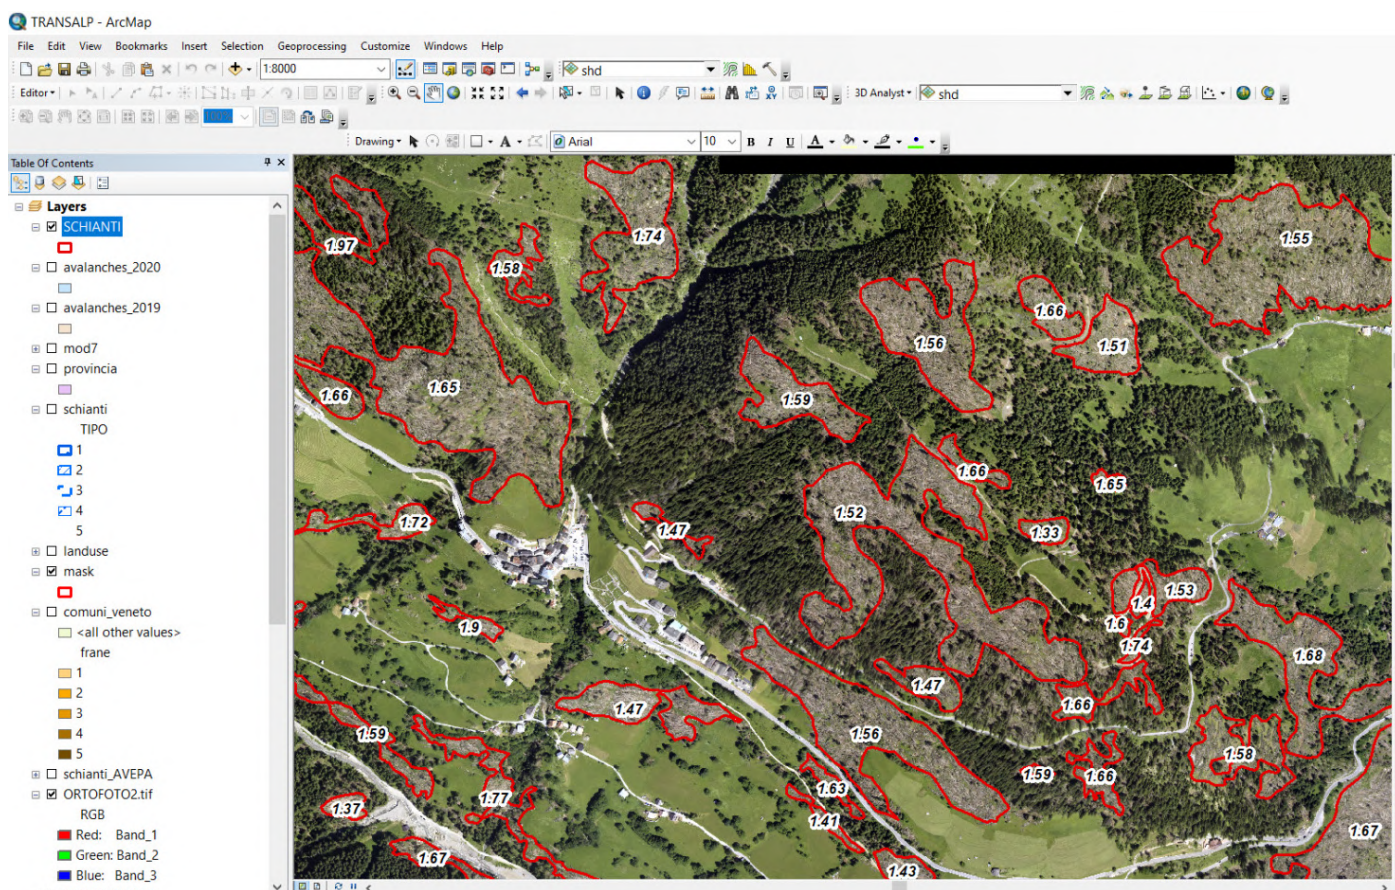 TRANSALP - ArcMap
File Edit View Bookmarks Insert Selection Geoprocessing Customize Windows Help
1:8000 shd
Editor 3D Analyst shd
Drawing A Arial 10 B I U A
Table Of Contents
Layers
SCHIANTI
avalanches_2020
avalanches_2019
mod7
provincia
schianti
TIPO
1
2
3
4
5
landuse
mask
comuni_veneto
<all other values>
frane
1
2
3
4
5
schianti_AVEPA
ORTOFOTO2.tif
RGB
Red: Band_1
Green: Band_2
Blue: Band_3
1.97
1.74
1.55
1.58
1.66
1.56
1.51
1.65
1.66
1.59
1.66
1.65
1.52
1.72
1.47
1.33
1.53
1.4
1.6
1.9
1.74
1.68
1.47
1.66
1.47
1.59
1.56
1.58
1.59
1.66
1.63
1.77
1.37
1.41
1.67
1.67
1.43